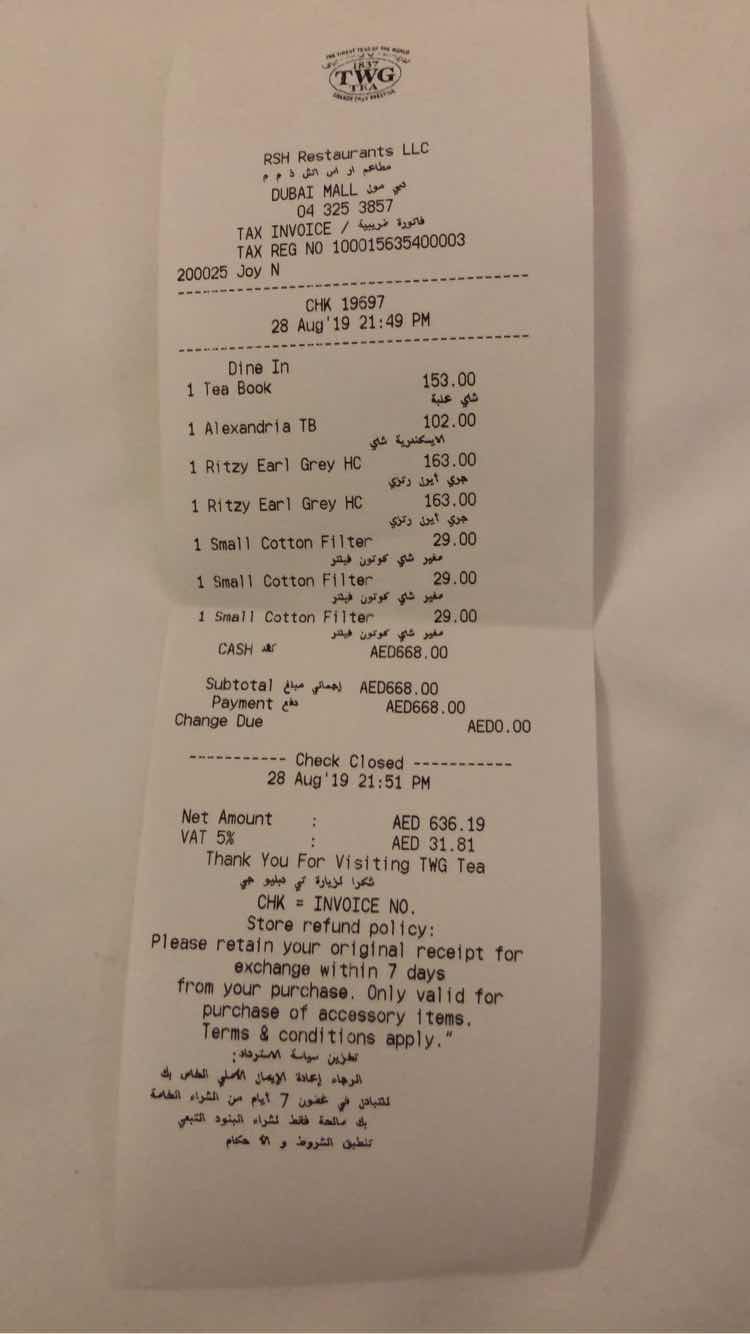 THE FINEST TEAS OF THE WORLD
1837
TWG
TEA
RSH Restaurants LLC
مطاعم ار اس اتش ذ م م
DUBAI MALL دبي مول
04 325 3857
TAX INVOICE / فاتورة ضريبية
TAX REG NO 100015635400003
200025 Joy N
CHK 19697
28 Aug'19 21:49 PM
Dine In
1 Tea Book 153.00
شاي علبة
1 Alexandria TB 102.00
الايسكندرية شاي
1 Ritzy Earl Grey HC 163.00
جري أيرل رتزي
1 Ritzy Earl Grey HC 163.00
جري أيرل رتزي
1 Small Cotton Filter 29.00
صغير شاي كوتون فيلتر
1 Small Cotton Filter 29.00
صغير شاي كوتون فيلتر
1 Small Cotton Filter 29.00
صغير شاي كوتون فيلتر
CASH نقد AED668.00
Subtotal إجمالي مبلغ AED668.00
Payment دفع AED668.00
Change Due AED0.00
----------- Check Closed -----------
28 Aug'19 21:51 PM
Net Amount : AED 636.19
VAT 5% : AED 31.81
Thank You For Visiting TWG Tea
شكرا لزيارة تي دبليو جي
CHK = INVOICE NO.
Store refund policy:
Please retain your original receipt for
exchange within 7 days
from your purchase. Only valid for
purchase of accessory items.
Terms & conditions apply."
تخزين سياسة الاسترداد:
الرجاء إعادة الإيصال الأصلي الخاص بك
للتبادل في غضون 7 أيام من الشراء الخاصة
بك صالحة فقط لشراء البنود التبعي
تنطبق الشروط و الأحكام